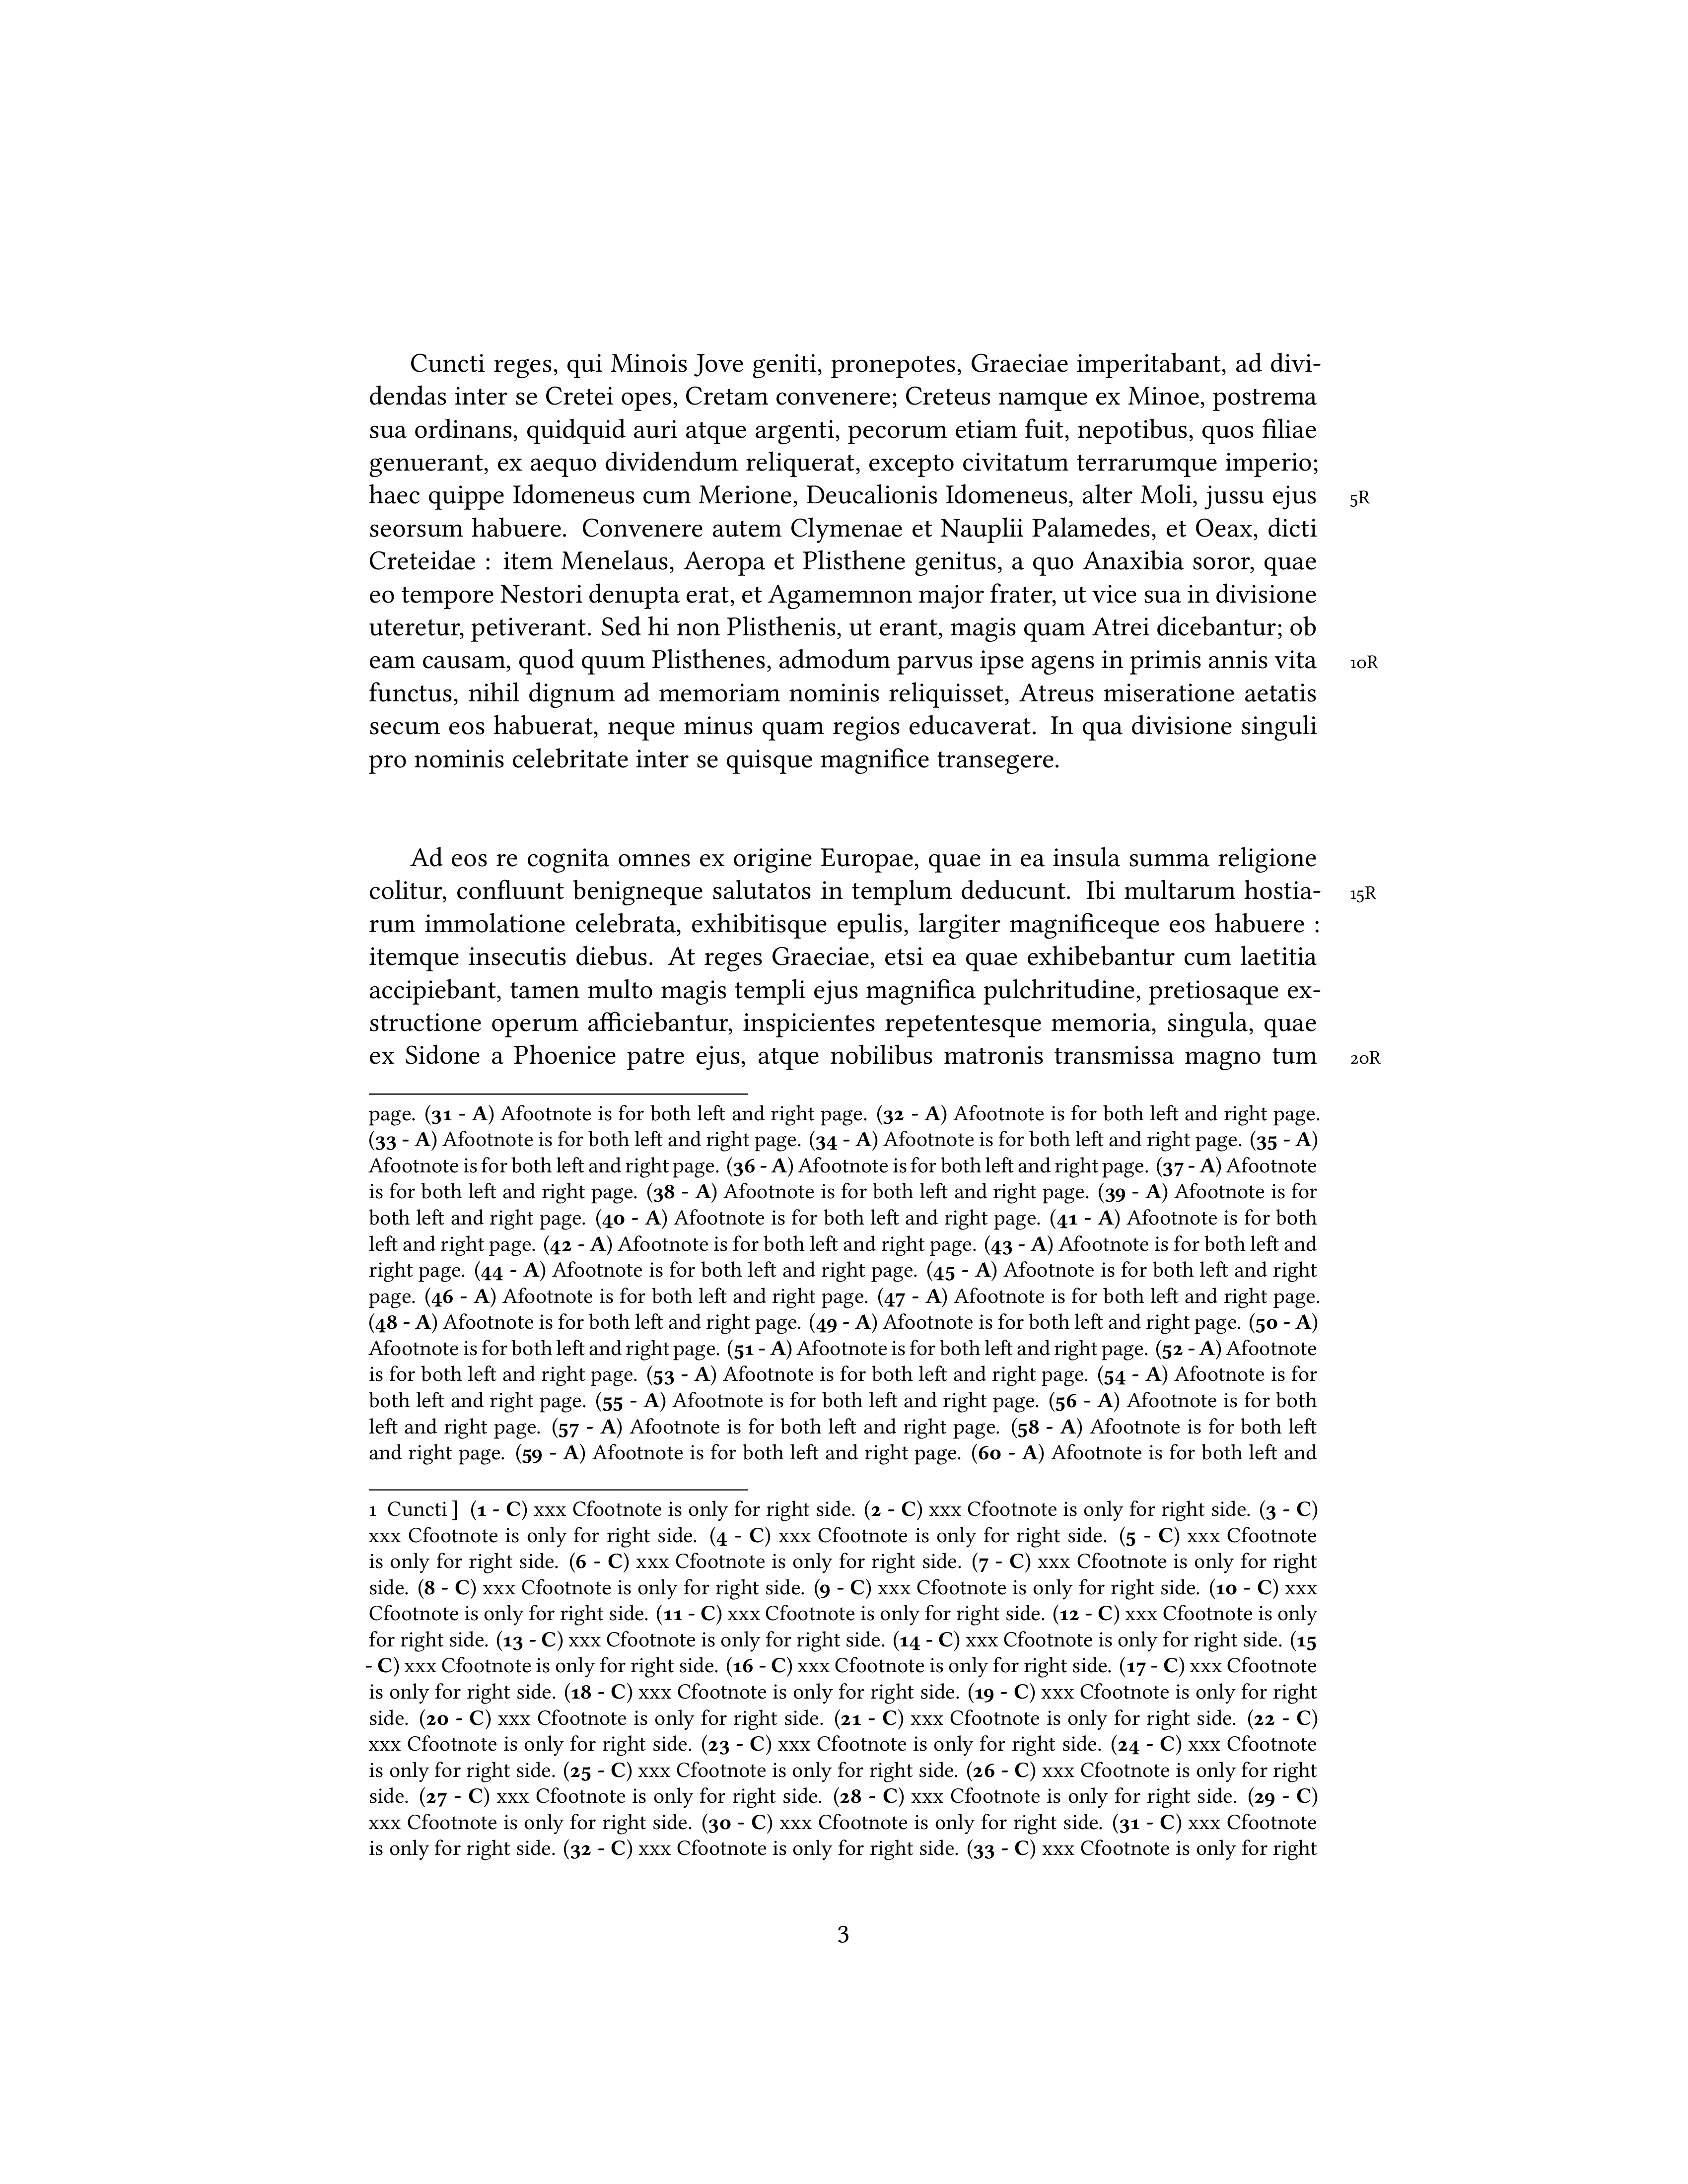 Cuncti reges, qui Minois Jove geniti, pronepotes, Graeciae imperitabant, ad divi-
dendas inter se Cretei opes, Cretam convenere; Creteus namque ex Minoe, postrema
sua ordinans, quidquid auri atque argenti, pecorum etiam fuit, nepotibus, quos filiae
genuerant, ex aequo dividendum reliquerat, excepto civitatum terrarumque imperio;
haec quippe Idomeneus cum Merione, Deucalionis Idomeneus, alter Moli, jussu ejus 5R
seorsum habuere. Convenere autem Clymenae et Nauplii Palamedes, et Oeax, dicti
Creteidae : item Menelaus, Aeropa et Plisthene genitus, a quo Anaxibia soror, quae
eo tempore Nestori denupta erat, et Agamemnon major frater, ut vice sua in divisione
uteretur, petiverant. Sed hi non Plisthenis, ut erant, magis quam Atrei dicebantur; ob
eam causam, quod quum Plisthenes, admodum parvus ipse agens in primis annis vita 10R
functus, nihil dignum ad memoriam nominis reliquisset, Atreus miseratione aetatis
secum eos habuerat, neque minus quam regios educaverat. In qua divisione singuli
pro nominis celebritate inter se quisque magnifice transegere.
Ad eos re cognita omnes ex origine Europae, quae in ea insula summa religione
colitur, confluunt benigneque salutatos in templum deducunt. Ibi multarum hostia- 15R
rum immolatione celebrata, exhibitisque epulis, largiter magnificeque eos habuere :
itemque insecutis diebus. At reges Graeciae, etsi ea quae exhibebantur cum laetitia
accipiebant, tamen multo magis templi ejus magnifica pulchritudine, pretiosaque ex-
structione operum afficiebantur, inspicientes repetentesque memoria, singula, quae
ex Sidone a Phoenice patre ejus, atque nobilibus matronis transmissa magno tum 20R
page. (31 - A) Afootnote is for both left and right page. (32 - A) Afootnote is for both left and right page.
(33 - A) Afootnote is for both left and right page. (34 - A) Afootnote is for both left and right page. (35 - A)
Afootnote is for both left and right page. (36 - A) Afootnote is for both left and right page. (37 - A) Afootnote
is for both left and right page. (38 - A) Afootnote is for both left and right page. (39 - A) Afootnote is for
both left and right page. (40 - A) Afootnote is for both left and right page. (41 - A) Afootnote is for both
left and right page. (42 - A) Afootnote is for both left and right page. (43 - A) Afootnote is for both left and
right page. (44 - A) Afootnote is for both left and right page. (45 - A) Afootnote is for both left and right
page. (46 - A) Afootnote is for both left and right page. (47 - A) Afootnote is for both left and right page.
(48 - A) Afootnote is for both left and right page. (49 - A) Afootnote is for both left and right page. (50 - A)
Afootnote is for both left and right page. (51 - A) Afootnote is for both left and right page. (52 - A) Afootnote
is for both left and right page. (53 - A) Afootnote is for both left and right page. (54 - A) Afootnote is for
both left and right page. (55 - A) Afootnote is for both left and right page. (56 - A) Afootnote is for both
left and right page. (57 - A) Afootnote is for both left and right page. (58 - A) Afootnote is for both left
and right page. (59 - A) Afootnote is for both left and right page. (60 - A) Afootnote is for both left and
1 Cuncti ] (1 - C) xxx Cfootnote is only for right side. (2 - C) xxx Cfootnote is only for right side. (3 - C)
xxx Cfootnote is only for right side. (4 - C) xxx Cfootnote is only for right side. (5 - C) xxx Cfootnote
is only for right side. (6 - C) xxx Cfootnote is only for right side. (7 - C) xxx Cfootnote is only for right
side. (8 - C) xxx Cfootnote is only for right side. (9 - C) xxx Cfootnote is only for right side. (10 - C) xxx
Cfootnote is only for right side. (11 - C) xxx Cfootnote is only for right side. (12 - C) xxx Cfootnote is only
for right side. (13 - C) xxx Cfootnote is only for right side. (14 - C) xxx Cfootnote is only for right side. (15
- C) xxx Cfootnote is only for right side. (16 - C) xxx Cfootnote is only for right side. (17 - C) xxx Cfootnote
is only for right side. (18 - C) xxx Cfootnote is only for right side. (19 - C) xxx Cfootnote is only for right
side. (20 - C) xxx Cfootnote is only for right side. (21 - C) xxx Cfootnote is only for right side. (22 - C)
xxx Cfootnote is only for right side. (23 - C) xxx Cfootnote is only for right side. (24 - C) xxx Cfootnote
is only for right side. (25 - C) xxx Cfootnote is only for right side. (26 - C) xxx Cfootnote is only for right
side. (27 - C) xxx Cfootnote is only for right side. (28 - C) xxx Cfootnote is only for right side. (29 - C)
xxx Cfootnote is only for right side. (30 - C) xxx Cfootnote is only for right side. (31 - C) xxx Cfootnote
is only for right side. (32 - C) xxx Cfootnote is only for right side. (33 - C) xxx Cfootnote is only for right
3